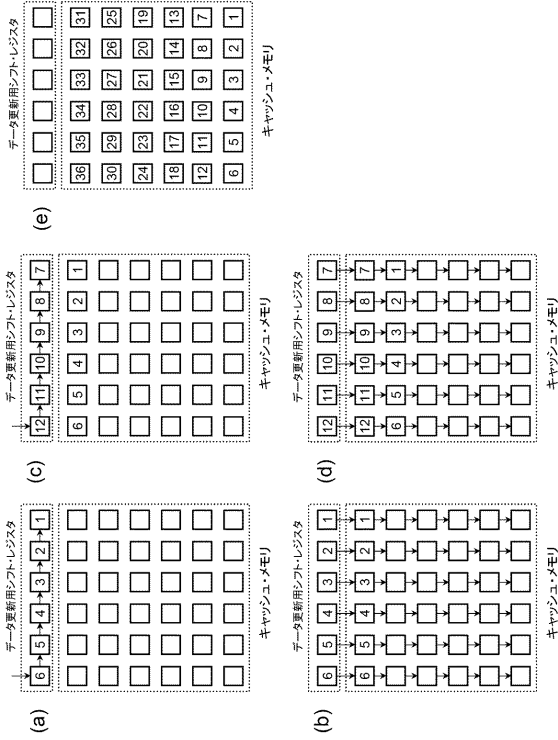 (a)
データ更新用シフト・レジスタ
6 5 4 3 2 1
キャッシュ・メモリ
(b)
データ更新用シフト・レジスタ
6 5 4 3 2 1
6 5 4 3 2 1
キャッシュ・メモリ
(c)
データ更新用シフト・レジスタ
12 11 10 9 8 7
6 5 4 3 2 1
キャッシュ・メモリ
(d)
データ更新用シフト・レジスタ
12 11 10 9 8 7
12 11 10 9 8 7
6 5 4 3 2 1
キャッシュ・メモリ
(e)
データ更新用シフト・レジスタ
36 35 34 33 32 31
30 29 28 27 26 25
24 23 22 21 20 19
18 17 16 15 14 13
12 11 10 9 8 7
6 5 4 3 2 1
キャッシュ・メモリ